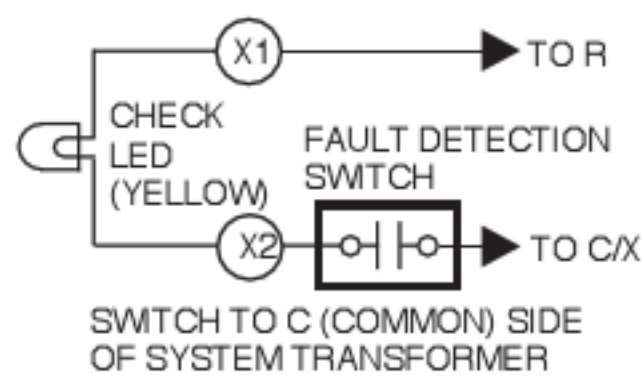 X1
TO R
CHECK
LED
(YELLOW)
FAULT DETECTION
SWITCH
X2
TO C/X
SWITCH TO C (COMMON) SIDE
OF SYSTEM TRANSFORMER